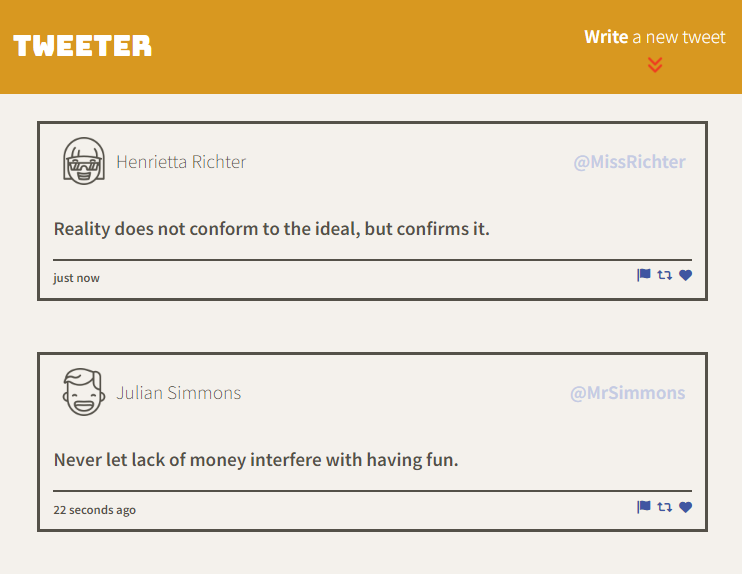 TWEETER
Write a new tweet
Henrietta Richter
@MissRichter
Reality does not conform to the ideal, but confirms it.
just now
Julian Simmons
@MrSimmons
Never let lack of money interfere with having fun.
22 seconds ago